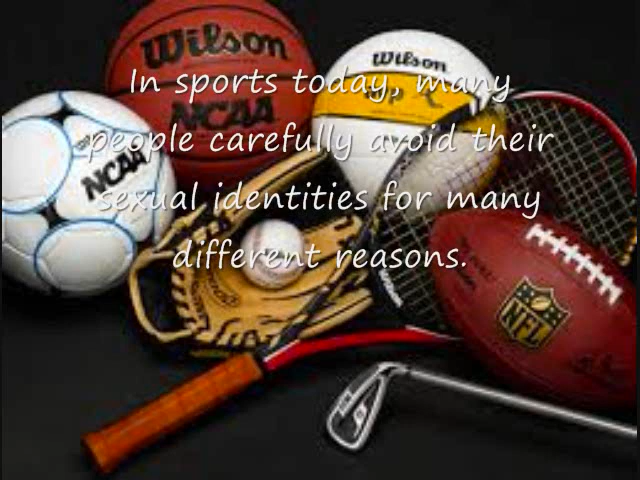 Wilson
NCAA
Wilson
NCAA
In sports today, many
people carefully avoid their
sexual identities for many
different reasons.
NFL